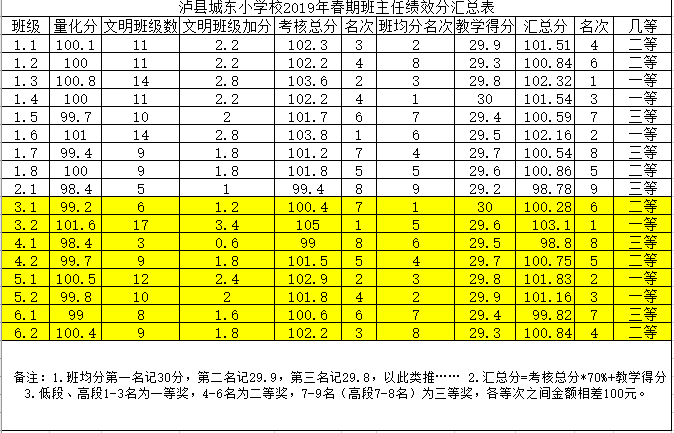 泸县城东小学校2019年春期班主任绩效分汇总表
班级 量化分 文明班级数 文明班级加分 考核总分 名次 班均分名次 教学得分 汇总分 名次 几等
1.1 100.1 11 2.2 102.3 3 2 29.9 101.51 4 二等
1.2 100 11 2.2 102.2 4 8 29.3 100.84 6 二等
1.3 100.8 14 2.8 103.6 2 3 29.8 102.32 1 一等
1.4 100 11 2.2 102.2 4 1 30 101.54 3 一等
1.5 99.7 10 2 101.7 6 7 29.4 100.59 7 三等
1.6 101 14 2.8 103.8 1 6 29.5 102.16 2 一等
1.7 99.4 9 1.8 101.2 7 4 29.7 100.54 8 三等
1.8 100 9 1.8 101.8 5 5 29.6 100.86 5 二等
2.1 98.4 5 1 99.4 8 9 29.2 98.78 9 三等
3.1 99.2 6 1.2 100.4 7 1 30 100.28 6 二等
3.2 101.6 17 3.4 105 1 5 29.6 103.1 1 一等
4.1 98.4 3 0.6 99 8 6 29.5 98.8 8 三等
4.2 99.7 9 1.8 101.5 5 4 29.7 100.75 5 二等
5.1 100.5 12 2.4 102.9 2 3 29.8 101.83 2 一等
5.2 99.8 10 2 101.8 4 2 29.9 101.16 3 一等
6.1 99 8 1.6 100.6 6 7 29.4 99.82 7 三等
6.2 100.4 9 1.8 102.2 3 8 29.3 100.84 4 二等
备注：1.班均分第一名记30分，第二名记29.9，第三名记29.8，以此类推…… 2.汇总分=考核总分*70%+教学得分
3.低段、高段1-3名为一等奖，4-6名为二等奖，7-9名（高段7-8名）为三等奖，各等次之间金额相差100元。